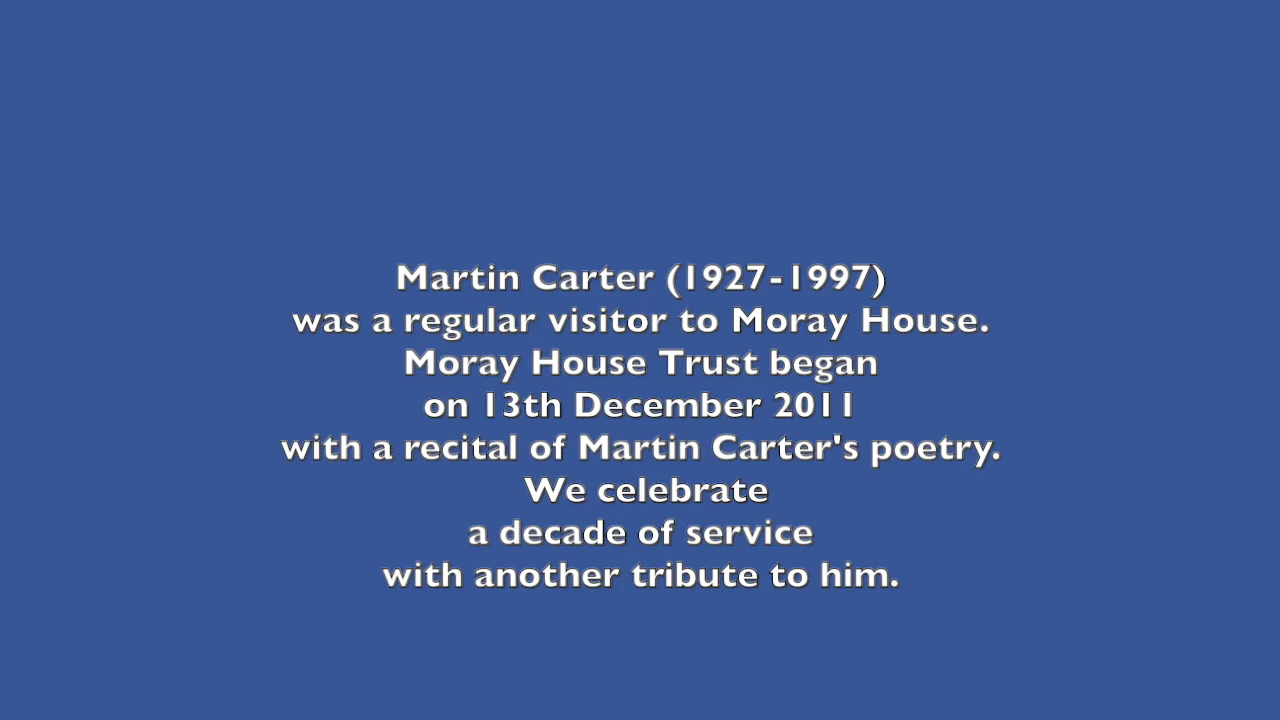 Martin Carter (1927-1997)
was a regular visitor to Moray House.
Moray House Trust began
on 13th December 2011
with a recital of Martin Carter's poetry.
We celebrate
a decade of service
with another tribute to him.